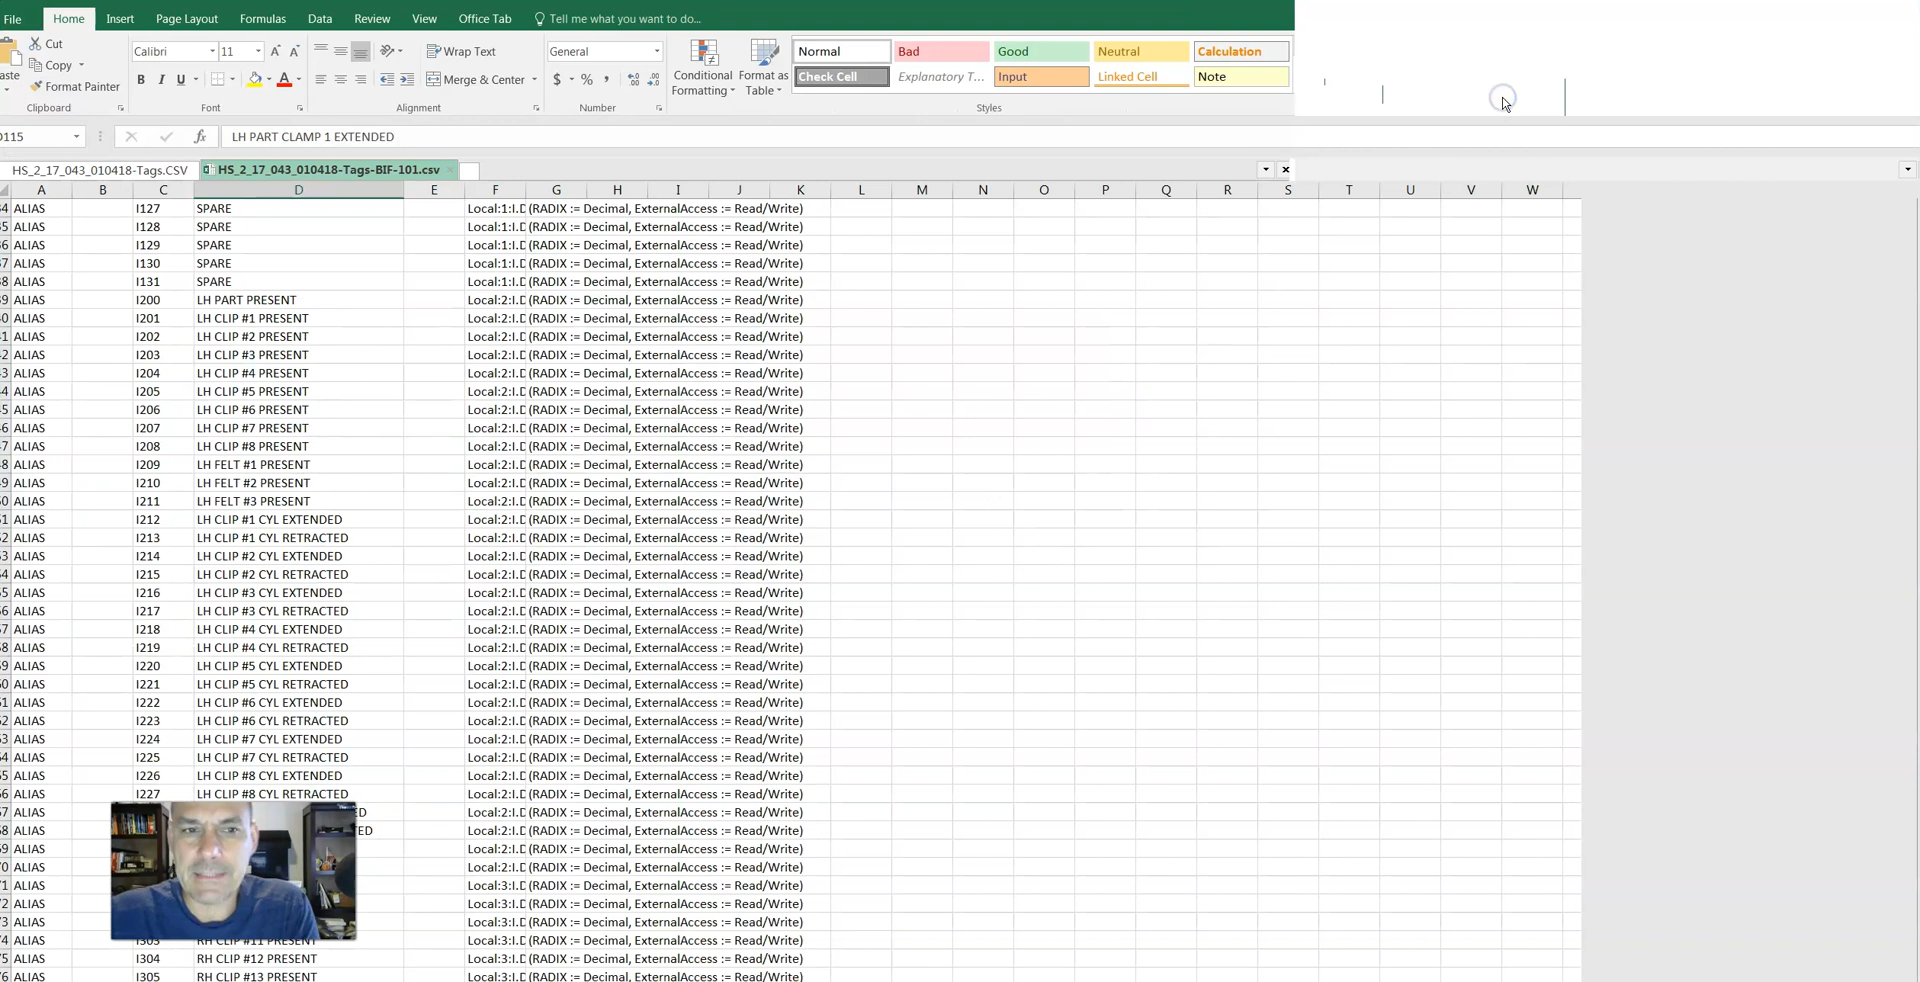 File Home Insert Page Layout Formulas Data Review View Office Tab Tell me what you want to do...
Cut
Copy
Format Painter
Clipboard
Calibri 11
B I U
Font
Wrap Text
Merge & Center
Alignment
General
$ % ,
Number
Conditional Formatting
Format as Table
Normal Bad Good Neutral Calculation
Check Cell Explanatory T... Input Linked Cell Note
Styles
fx LH PART CLAMP 1 EXTENDED
HS_2_17_043_010418-Tags.CSV HS_2_17_043_010418-Tags-BIF-101.csv
A B C D E F G H I J K L M N O P Q R S T U V W
ALIAS I127 SPARE Local:1:I.D (RADIX := Decimal, ExternalAccess := Read/Write)
ALIAS I128 SPARE Local:1:I.D (RADIX := Decimal, ExternalAccess := Read/Write)
ALIAS I129 SPARE Local:1:I.D (RADIX := Decimal, ExternalAccess := Read/Write)
ALIAS I130 SPARE Local:1:I.D (RADIX := Decimal, ExternalAccess := Read/Write)
ALIAS I131 SPARE Local:1:I.D (RADIX := Decimal, ExternalAccess := Read/Write)
ALIAS I200 LH PART PRESENT Local:2:I.D (RADIX := Decimal, ExternalAccess := Read/Write)
ALIAS I201 LH CLIP #1 PRESENT Local:2:I.D (RADIX := Decimal, ExternalAccess := Read/Write)
ALIAS I202 LH CLIP #2 PRESENT Local:2:I.D (RADIX := Decimal, ExternalAccess := Read/Write)
ALIAS I203 LH CLIP #3 PRESENT Local:2:I.D (RADIX := Decimal, ExternalAccess := Read/Write)
ALIAS I204 LH CLIP #4 PRESENT Local:2:I.D (RADIX := Decimal, ExternalAccess := Read/Write)
ALIAS I205 LH CLIP #5 PRESENT Local:2:I.D (RADIX := Decimal, ExternalAccess := Read/Write)
ALIAS I206 LH CLIP #6 PRESENT Local:2:I.D (RADIX := Decimal, ExternalAccess := Read/Write)
ALIAS I207 LH CLIP #7 PRESENT Local:2:I.D (RADIX := Decimal, ExternalAccess := Read/Write)
ALIAS I208 LH CLIP #8 PRESENT Local:2:I.D (RADIX := Decimal, ExternalAccess := Read/Write)
ALIAS I209 LH FELT #1 PRESENT Local:2:I.D (RADIX := Decimal, ExternalAccess := Read/Write)
ALIAS I210 LH FELT #2 PRESENT Local:2:I.D (RADIX := Decimal, ExternalAccess := Read/Write)
ALIAS I211 LH FELT #3 PRESENT Local:2:I.D (RADIX := Decimal, ExternalAccess := Read/Write)
ALIAS I212 LH CLIP #1 CYL EXTENDED Local:2:I.D (RADIX := Decimal, ExternalAccess := Read/Write)
ALIAS I213 LH CLIP #1 CYL RETRACTED Local:2:I.D (RADIX := Decimal, ExternalAccess := Read/Write)
ALIAS I214 LH CLIP #2 CYL EXTENDED Local:2:I.D (RADIX := Decimal, ExternalAccess := Read/Write)
ALIAS I215 LH CLIP #2 CYL RETRACTED Local:2:I.D (RADIX := Decimal, ExternalAccess := Read/Write)
ALIAS I216 LH CLIP #3 CYL EXTENDED Local:2:I.D (RADIX := Decimal, ExternalAccess := Read/Write)
ALIAS I217 LH CLIP #3 CYL RETRACTED Local:2:I.D (RADIX := Decimal, ExternalAccess := Read/Write)
ALIAS I218 LH CLIP #4 CYL EXTENDED Local:2:I.D (RADIX := Decimal, ExternalAccess := Read/Write)
ALIAS I219 LH CLIP #4 CYL RETRACTED Local:2:I.D (RADIX := Decimal, ExternalAccess := Read/Write)
ALIAS I220 LH CLIP #5 CYL EXTENDED Local:2:I.D (RADIX := Decimal, ExternalAccess := Read/Write)
ALIAS I221 LH CLIP #5 CYL RETRACTED Local:2:I.D (RADIX := Decimal, ExternalAccess := Read/Write)
ALIAS I222 LH CLIP #6 CYL EXTENDED Local:2:I.D (RADIX := Decimal, ExternalAccess := Read/Write)
ALIAS I223 LH CLIP #6 CYL RETRACTED Local:2:I.D (RADIX := Decimal, ExternalAccess := Read/Write)
ALIAS I224 LH CLIP #7 CYL EXTENDED Local:2:I.D (RADIX := Decimal, ExternalAccess := Read/Write)
ALIAS I225 LH CLIP #7 CYL RETRACTED Local:2:I.D (RADIX := Decimal, ExternalAccess := Read/Write)
ALIAS I226 LH CLIP #8 CYL EXTENDED Local:2:I.D (RADIX := Decimal, ExternalAccess := Read/Write)
ALIAS I227 LH CLIP #8 CYL RETRACTED Local:2:I.D (RADIX := Decimal, ExternalAccess := Read/Write)
ALIAS Local:2:I.D (RADIX := Decimal, ExternalAccess := Read/Write)
ALIAS Local:2:I.D (RADIX := Decimal, ExternalAccess := Read/Write)
ALIAS Local:2:I.D (RADIX := Decimal, ExternalAccess := Read/Write)
ALIAS Local:2:I.D (RADIX := Decimal, ExternalAccess := Read/Write)
ALIAS Local:3:I.D (RADIX := Decimal, ExternalAccess := Read/Write)
ALIAS Local:3:I.D (RADIX := Decimal, ExternalAccess := Read/Write)
ALIAS Local:3:I.D (RADIX := Decimal, ExternalAccess := Read/Write)
ALIAS I303 RH CLIP #11 PRESENT Local:3:I.D (RADIX := Decimal, ExternalAccess := Read/Write)
ALIAS I304 RH CLIP #12 PRESENT Local:3:I.D (RADIX := Decimal, ExternalAccess := Read/Write)
ALIAS I305 RH CLIP #13 PRESENT Local:3:I.D (RADIX := Decimal, ExternalAccess := Read/Write)